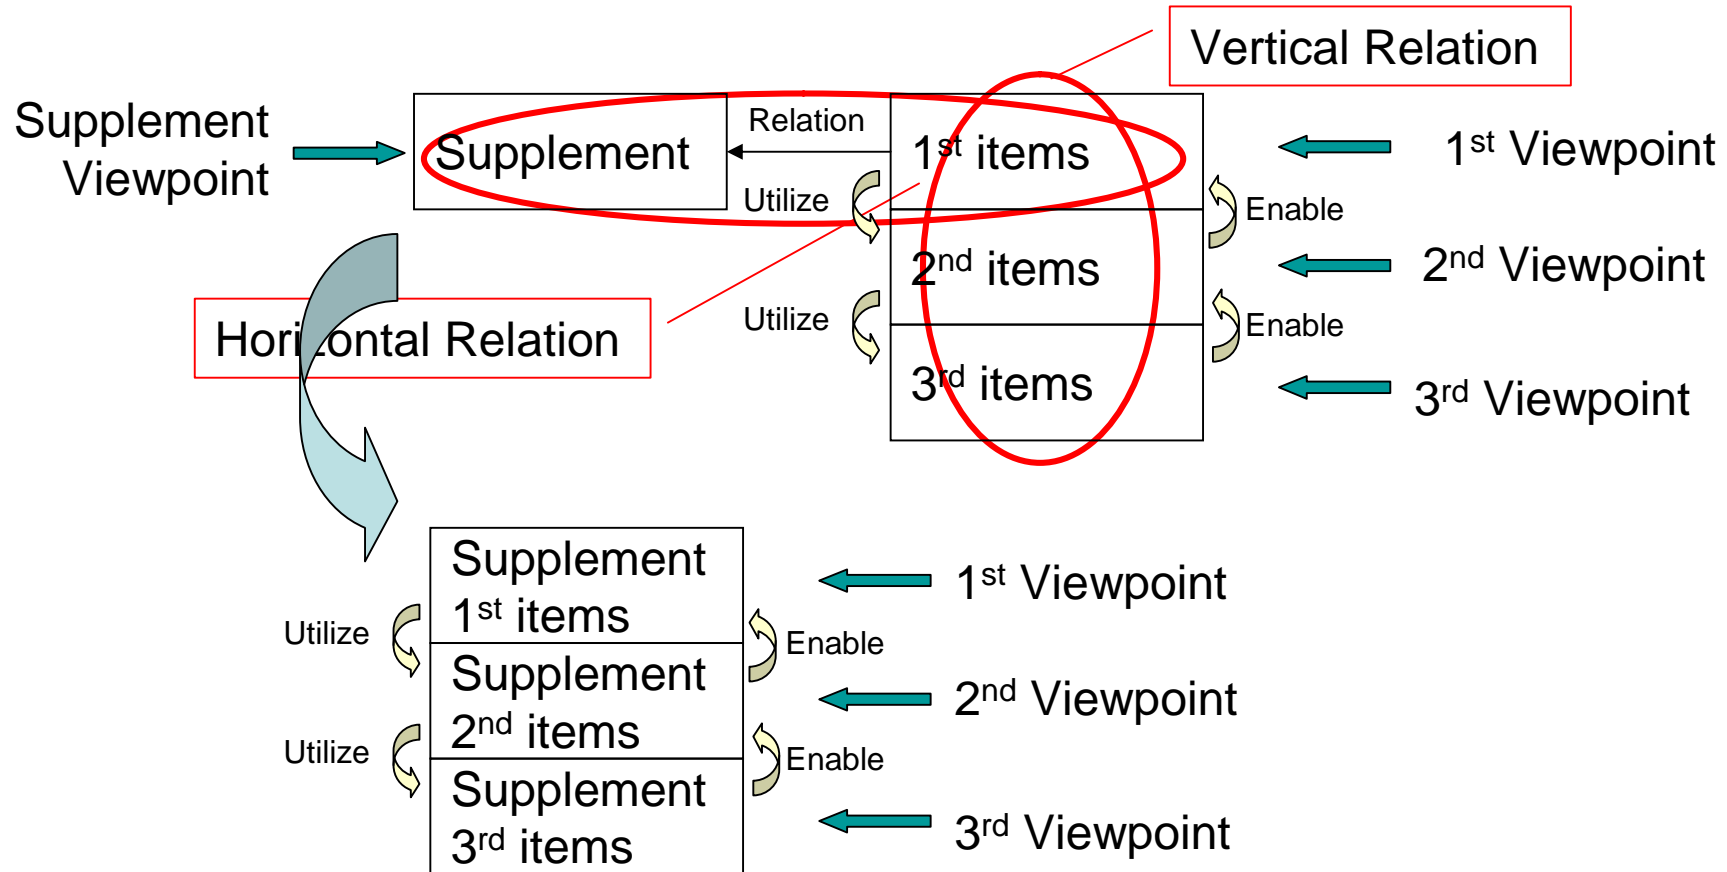 Vertical Relation
Supplement
Viewpoint
Supplement
Relation
1st items
1st Viewpoint
Utilize
Enable
2nd items
2nd Viewpoint
Horizontal Relation
Utilize
Enable
3rd items
3rd Viewpoint
Supplement
1st items
1st Viewpoint
Utilize
Enable
Supplement
2nd items
2nd Viewpoint
Utilize
Enable
Supplement
3rd items
3rd Viewpoint